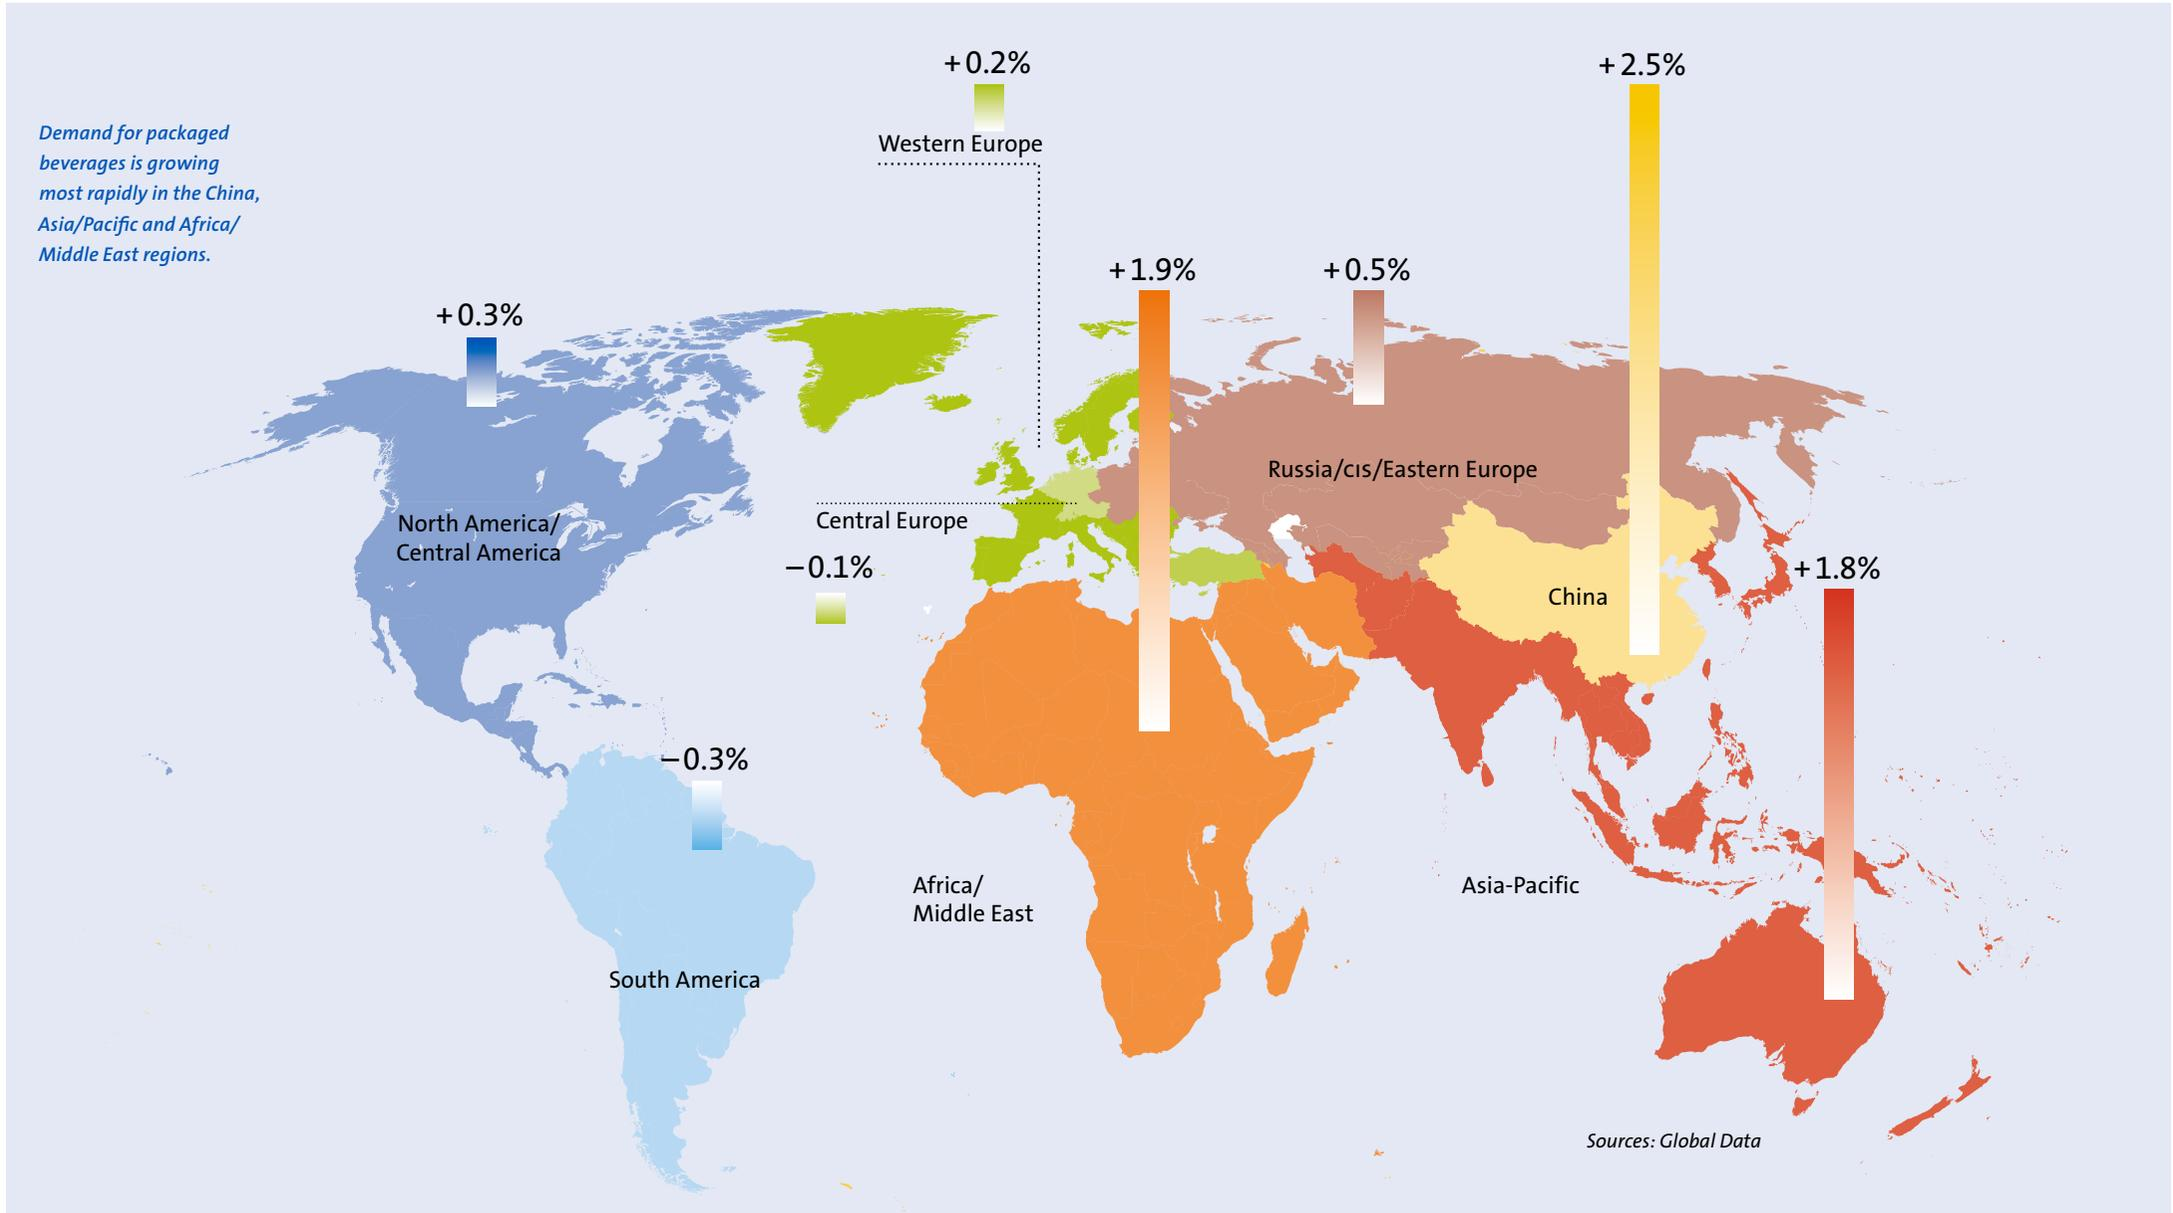 Demand for packaged
beverages is growing
most rapidly in the China,
Asia/Pacific and Africa/
Middle East regions.
+0.2%
Western Europe
+2.5%
+0.3%
+1.9%
+0.5%
Russia/CIS/Eastern Europe
North America/
Central America
Central Europe
−0.1%
China
+1.8%
−0.3%
Africa/
Middle East
Asia-Pacific
South America
Sources: Global Data